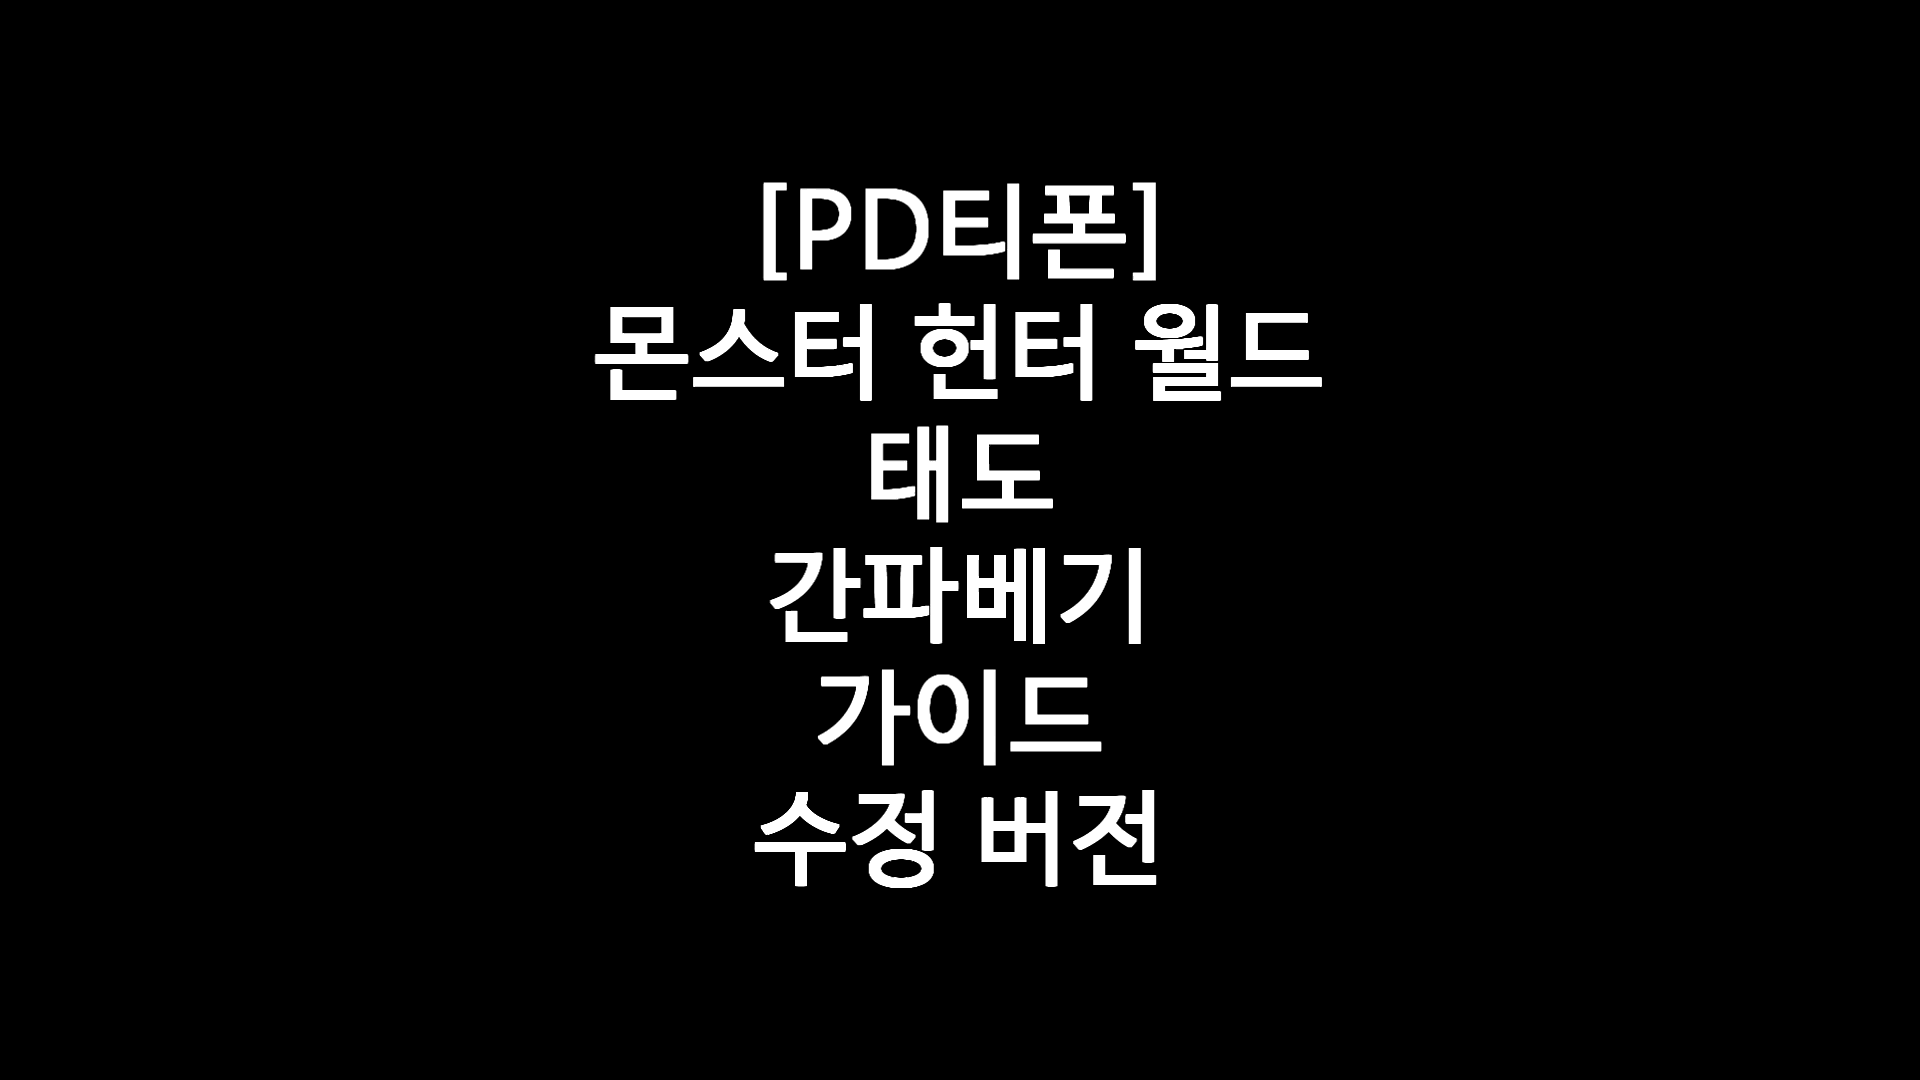 [PD티폰]
몬스터 헌터 월드
태도
간파베기
가이드
수정 버전